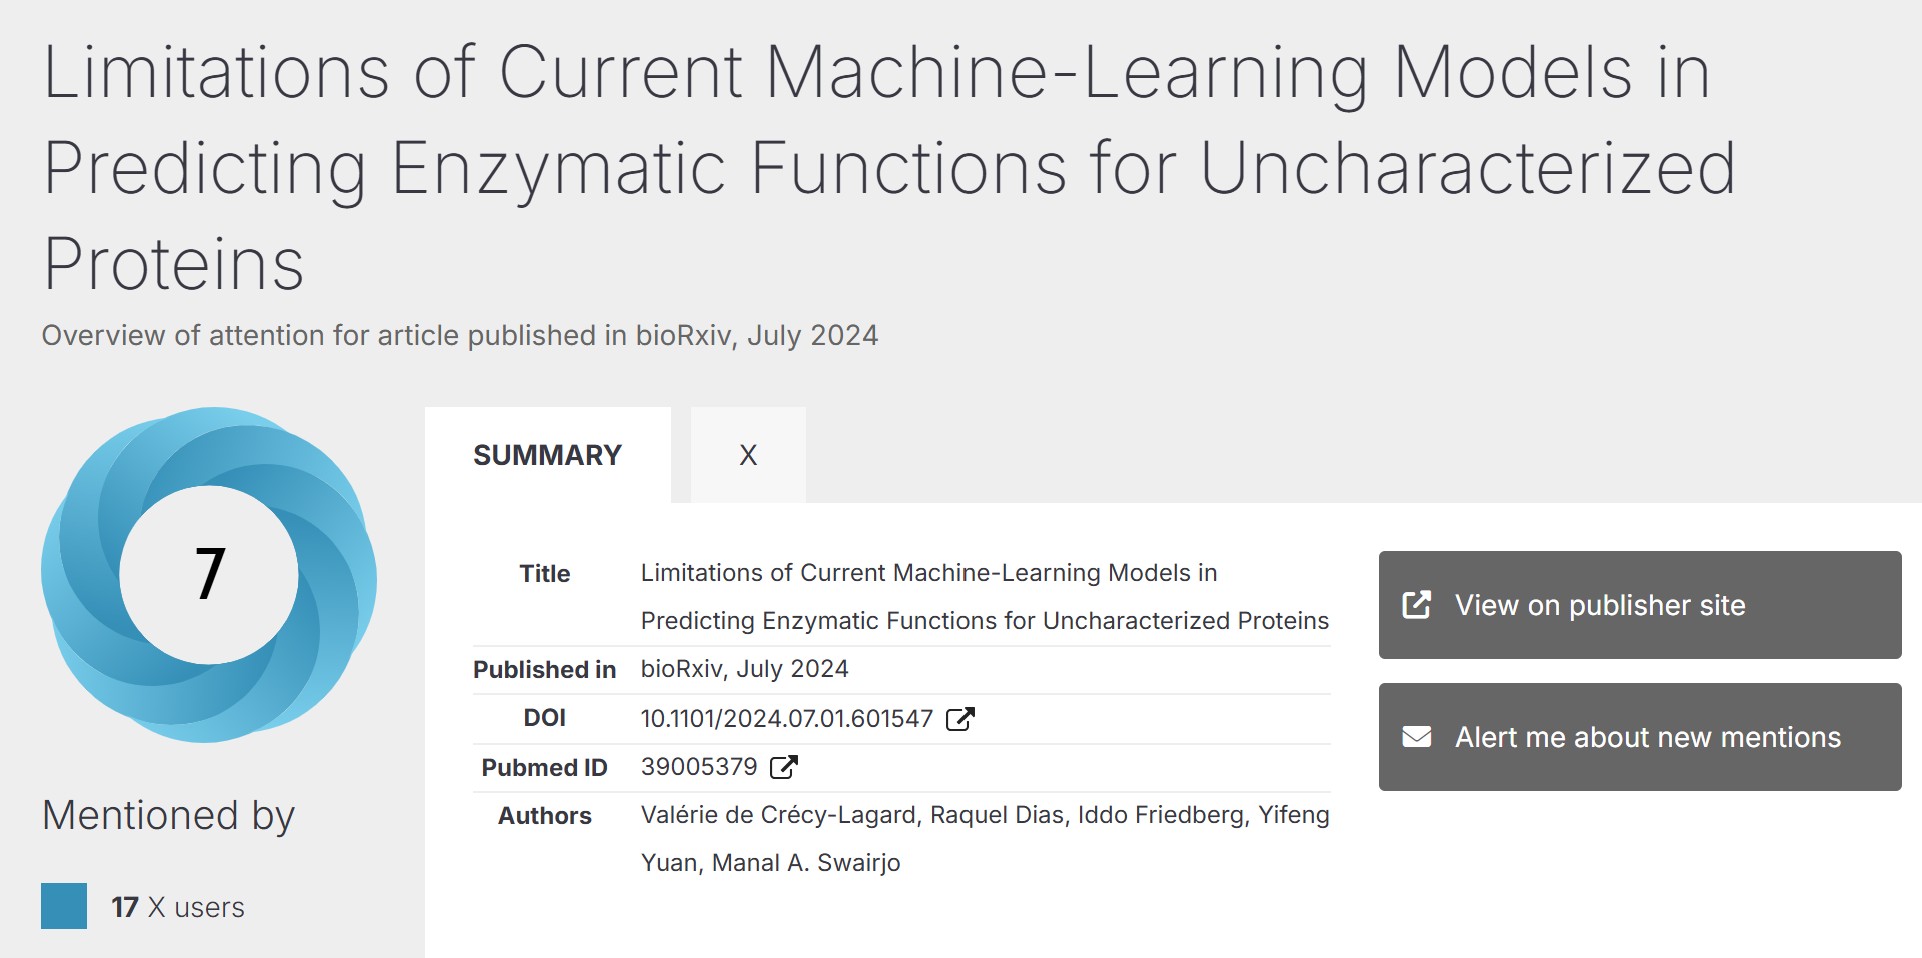 Limitations of Current Machine-Learning Models in
Predicting Enzymatic Functions for Uncharacterized
Proteins
Overview of attention for article published in bioRxiv, July 2024
7
Mentioned by
17 X users
SUMMARY
X
Title
Limitations of Current Machine-Learning Models in
Predicting Enzymatic Functions for Uncharacterized Proteins
Published in
bioRxiv, July 2024
DOI
10.1101/2024.07.01.601547
Pubmed ID
39005379
Authors
Valérie de Crécy-Lagard, Raquel Dias, Iddo Friedberg, Yifeng
Yuan, Manal A. Swairjo
View on publisher site
Alert me about new mentions